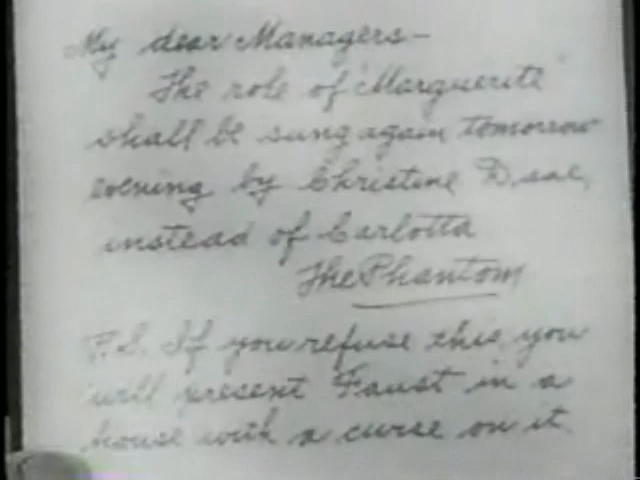 My dear Managers—
The role of "Marguerite"
shall be sung again tomorrow
evening by Christine Daae,
instead of Carlotta
The Phantom
P.S. If you refuse this, you
will present Faust in a
house with a curse on it.